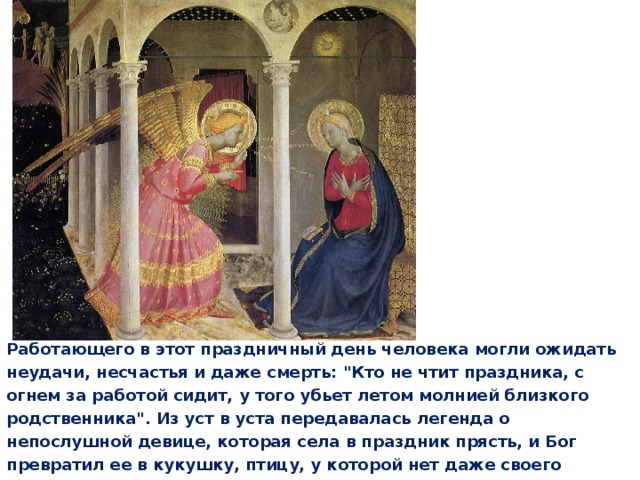 Работающего в этот праздничный день человека могли ожидать
неудачи, несчастья и даже смерть: "Кто не чтит праздника, с
огнем за работой сидит, у того убьет летом молнией близкого
родственника". Из уст в уста передавалась легенда о
непослушной девице, которая села в праздник прясть, и Бог
превратил ее в кукушку, птицу, у которой нет даже своего